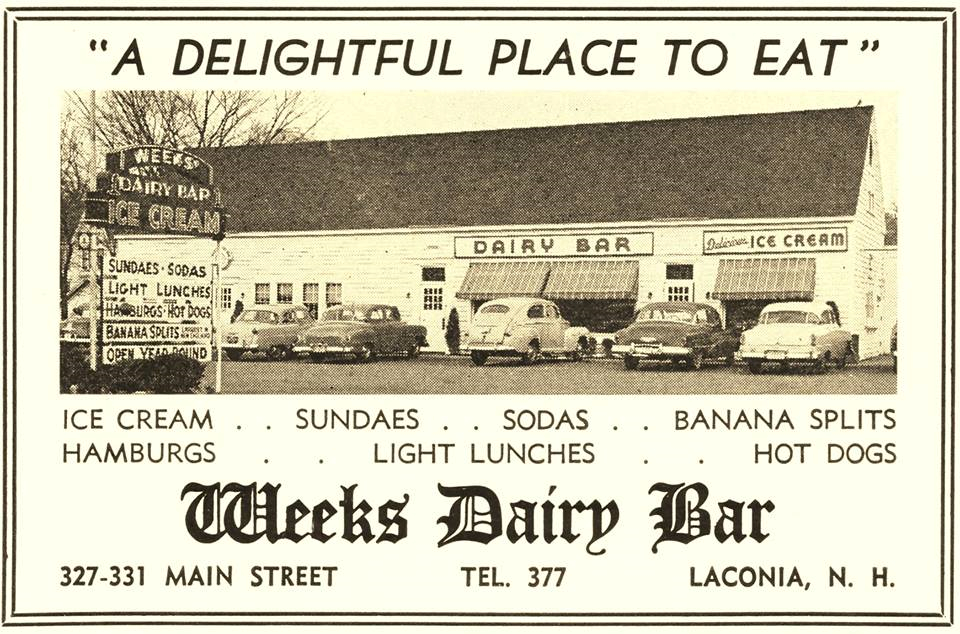 "A DELIGHTFUL PLACE TO EAT"
WEEKS
DAIRY BAR
ICE CREAM
SUNDAES · SODAS
LIGHT LUNCHES
HAMBURGS · HOT DOGS
BANANA SPLITS
OPEN YEAR ROUND
DAIRY BAR
Delicious ICE CREAM
ICE CREAM . . SUNDAES . . SODAS . . BANANA SPLITS
HAMBURGS . . LIGHT LUNCHES . . HOT DOGS
Weeks Dairy Bar
327-331 MAIN STREET TEL. 377 LACONIA, N. H.